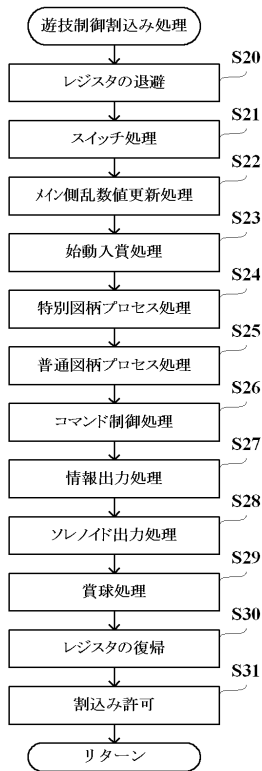 遊技制御割込み処理
S20
レジスタの退避
S21
スイッチ処理
S22
メイン側乱数値更新処理
S23
始動入賞処理
S24
特別図柄プロセス処理
S25
普通図柄プロセス処理
S26
コマンド制御処理
S27
情報出力処理
S28
ソレノイド出力処理
S29
賞球処理
S30
レジスタの復帰
S31
割込み許可
リターン